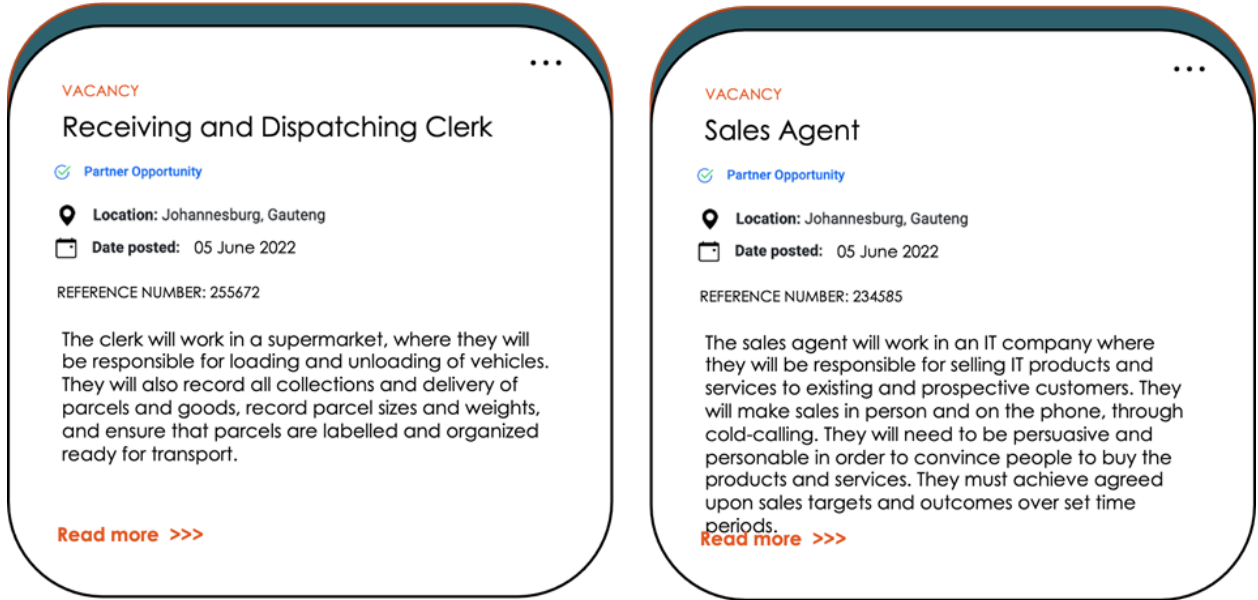 VACANCY
Receiving and Dispatching Clerk
Partner Opportunity
Location: Johannesburg, Gauteng
Date posted: 05 June 2022
REFERENCE NUMBER: 255672
The clerk will work in a supermarket, where they will
be responsible for loading and unloading of vehicles.
They will also record all collections and delivery of
parcels and goods, record parcel sizes and weights,
and ensure that parcels are labelled and organized
ready for transport.
Read more >>>
VACANCY
Sales Agent
Partner Opportunity
Location: Johannesburg, Gauteng
Date posted: 05 June 2022
REFERENCE NUMBER: 234585
The sales agent will work in an IT company where
they will be responsible for selling IT products and
services to existing and prospective customers. They
will make sales in person and on the phone, through
cold-calling. They will need to be persuasive and
personable in order to convince people to buy the
products and services. They must achieve agreed
upon sales targets and outcomes over set time
periods.
Read more >>>